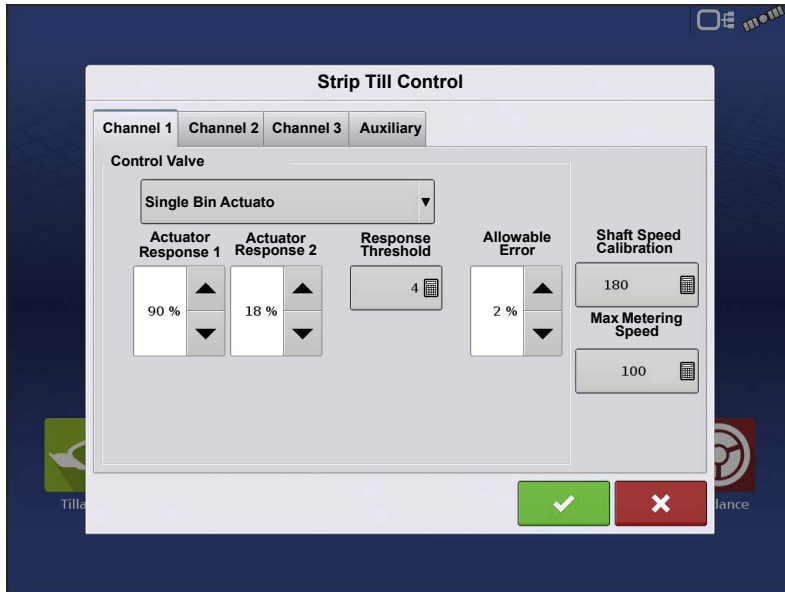 Strip Till Control
Channel 1 Channel 2 Channel 3 Auxiliary
Control Valve
Single Bin Actuato
Actuator
Response 1
Actuator
Response 2
Response
Threshold
Allowable
Error
Shaft Speed
Calibration
90 %
18 %
4
2 %
180
Max Metering
Speed
100
Tilla
dance